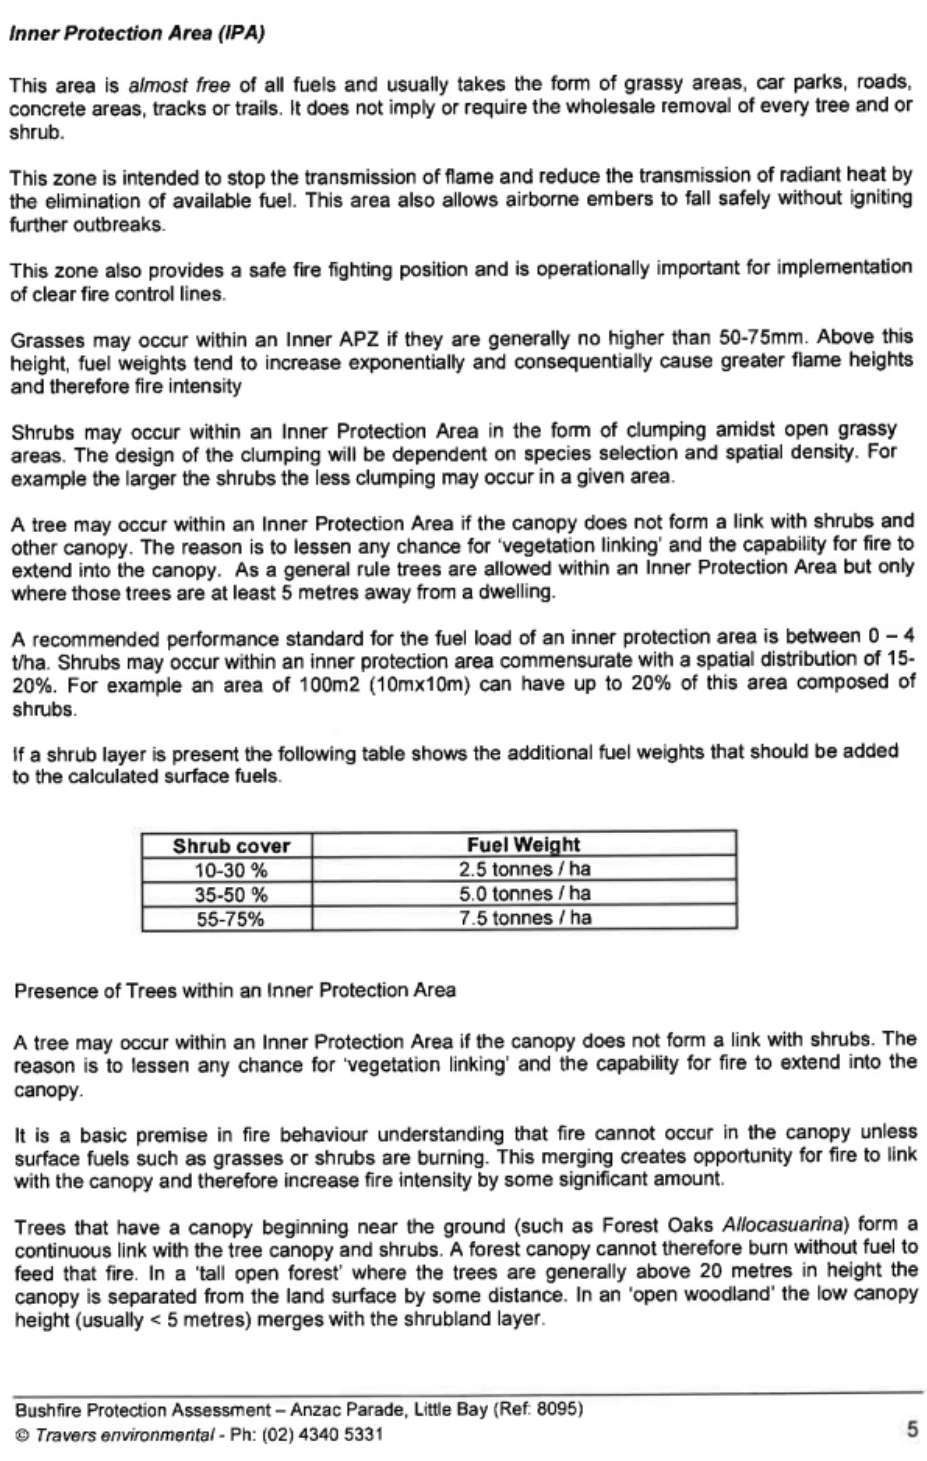 Inner Protection Area (IPA)
This area is almost free of all fuels and usually takes the form of grassy areas, car parks, roads,
concrete areas, tracks or trails. It does not imply or require the wholesale removal of every tree and or
shrub.
This zone is intended to stop the transmission of flame and reduce the transmission of radiant heat by
the elimination of available fuel. This area also allows airborne embers to fall safely without igniting
further outbreaks.
This zone also provides a safe fire fighting position and is operationally important for implementation
of clear fire control lines.
Grasses may occur within an Inner APZ if they are generally no higher than 50-75mm. Above this
height, fuel weights tend to increase exponentially and consequentially cause greater flame heights
and therefore fire intensity
Shrubs may occur within an Inner Protection Area in the form of clumping amidst open grassy
areas. The design of the clumping will be dependent on species selection and spatial density. For
example the larger the shrubs the less clumping may occur in a given area.
A tree may occur within an Inner Protection Area if the canopy does not form a link with shrubs and
other canopy. The reason is to lessen any chance for 'vegetation linking' and the capability for fire to
extend into the canopy. As a general rule trees are allowed within an Inner Protection Area but only
where those trees are at least 5 metres away from a dwelling.
A recommended performance standard for the fuel load of an inner protection area is between 0 – 4
t/ha. Shrubs may occur within an inner protection area commensurate with a spatial distribution of 15-
20%. For example an area of 100m2 (10mx10m) can have up to 20% of this area composed of
shrubs.
If a shrub layer is present the following table shows the additional fuel weights that should be added
to the calculated surface fuels.
Shrub cover Fuel Weight
10-30 % 2.5 tonnes / ha
35-50 % 5.0 tonnes / ha
55-75% 7.5 tonnes / ha
Presence of Trees within an Inner Protection Area
A tree may occur within an Inner Protection Area if the canopy does not form a link with shrubs. The
reason is to lessen any chance for 'vegetation linking' and the capability for fire to extend into the
canopy.
It is a basic premise in fire behaviour understanding that fire cannot occur in the canopy unless
surface fuels such as grasses or shrubs are burning. This merging creates opportunity for fire to link
with the canopy and therefore increase fire intensity by some significant amount.
Trees that have a canopy beginning near the ground (such as Forest Oaks Allocasuarina) form a
continuous link with the tree canopy and shrubs. A forest canopy cannot therefore burn without fuel to
feed that fire. In a 'tall open forest' where the trees are generally above 20 metres in height the
canopy is separated from the land surface by some distance. In an 'open woodland' the low canopy
height (usually < 5 metres) merges with the shrubland layer.
Bushfire Protection Assessment – Anzac Parade, Little Bay (Ref: 8095)
© Travers environmental - Ph: (02) 4340 5331
5